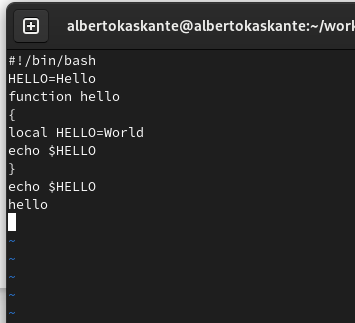 albertokaskante@albertokaskante:~/work
#!/bin/bash
HELLO=Hello
function hello
{
local HELLO=World
echo $HELLO
}
echo $HELLO
hello
~
~
~
~
~